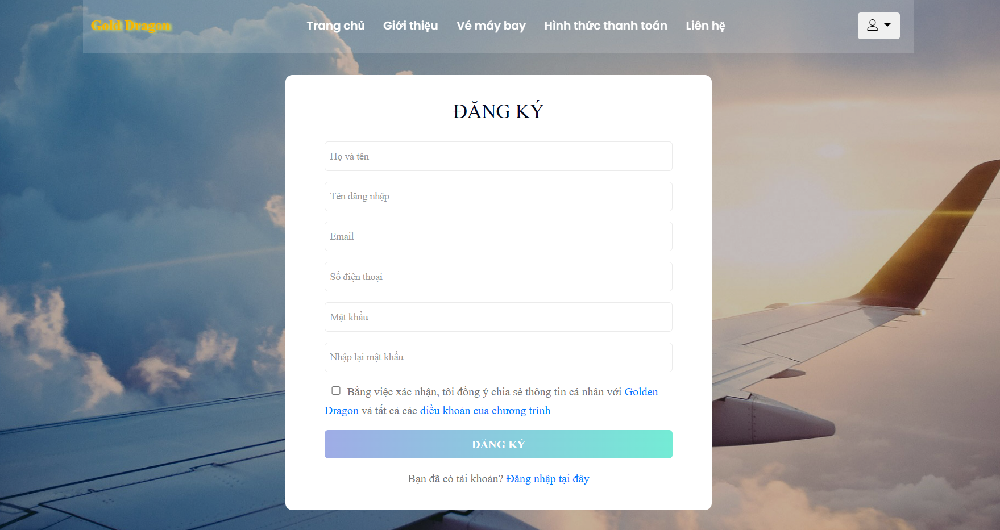 Gold Dragon
Trang chủ Giới thiệu Vé máy bay Hình thức thanh toán Liên hệ
ĐĂNG KÝ
Họ và tên
Tên đăng nhập
Email
Số điện thoại
Mật khẩu
Nhập lại mật khẩu
Bằng việc xác nhận, tôi đồng ý chia sẻ thông tin cá nhân với Golden
Dragon và tất cả các điều khoản của chương trình
ĐĂNG KÝ
Bạn đã có tài khoản? Đăng nhập tại đây